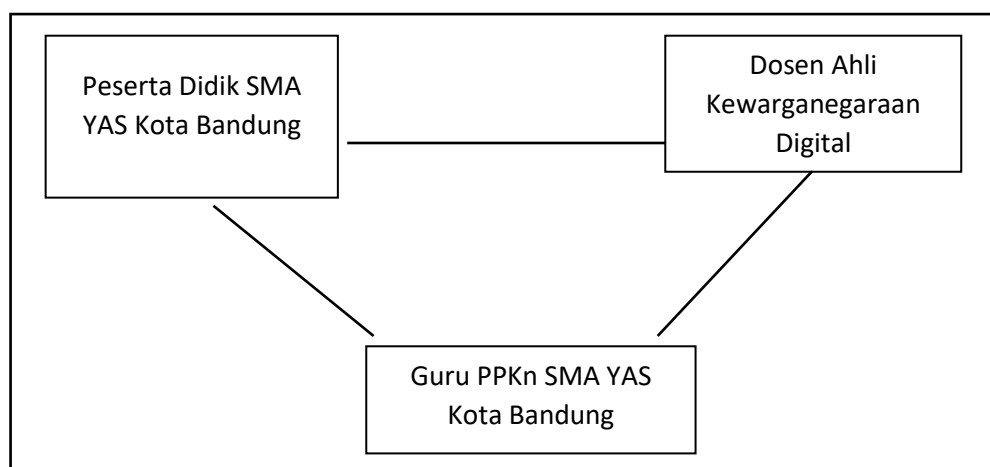 Peserta Didik SMA
YAS Kota Bandung
Dosen Ahli
Kewarganegaraan
Digital
Guru PPKn SMA YAS
Kota Bandung